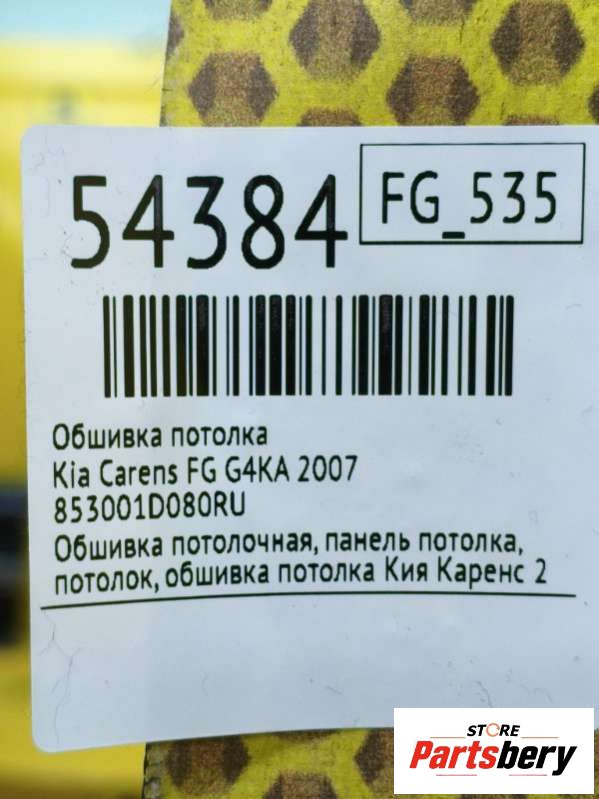 54384
FG_535
Обшивка потолка
Kia Carens FG G4KA 2007
853001D080RU
Обшивка потолочная, панель потолка,
потолок, обшивка потолка Кия Каренс 2
STORE
Partsbery